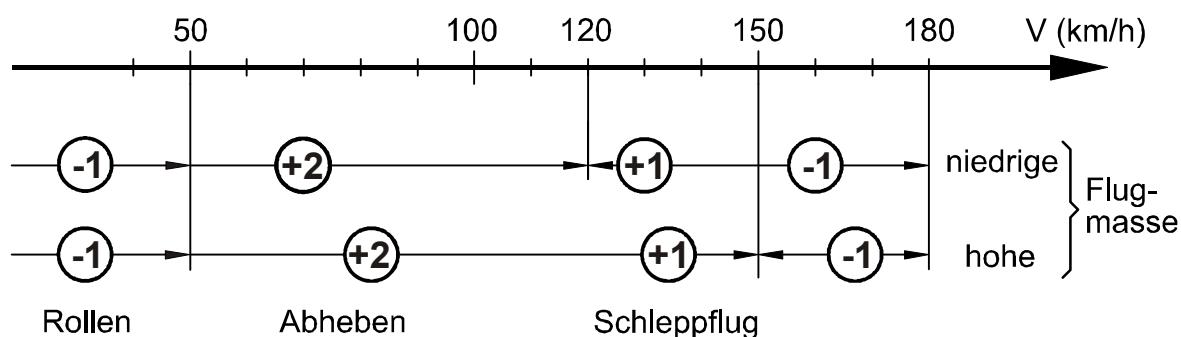 50 100 120 150 180 V (km/h)
-1 +2 +1 -1 niedrige
Flug-
masse
-1 +2 +1 -1 hohe
Rollen Abheben Schleppflug